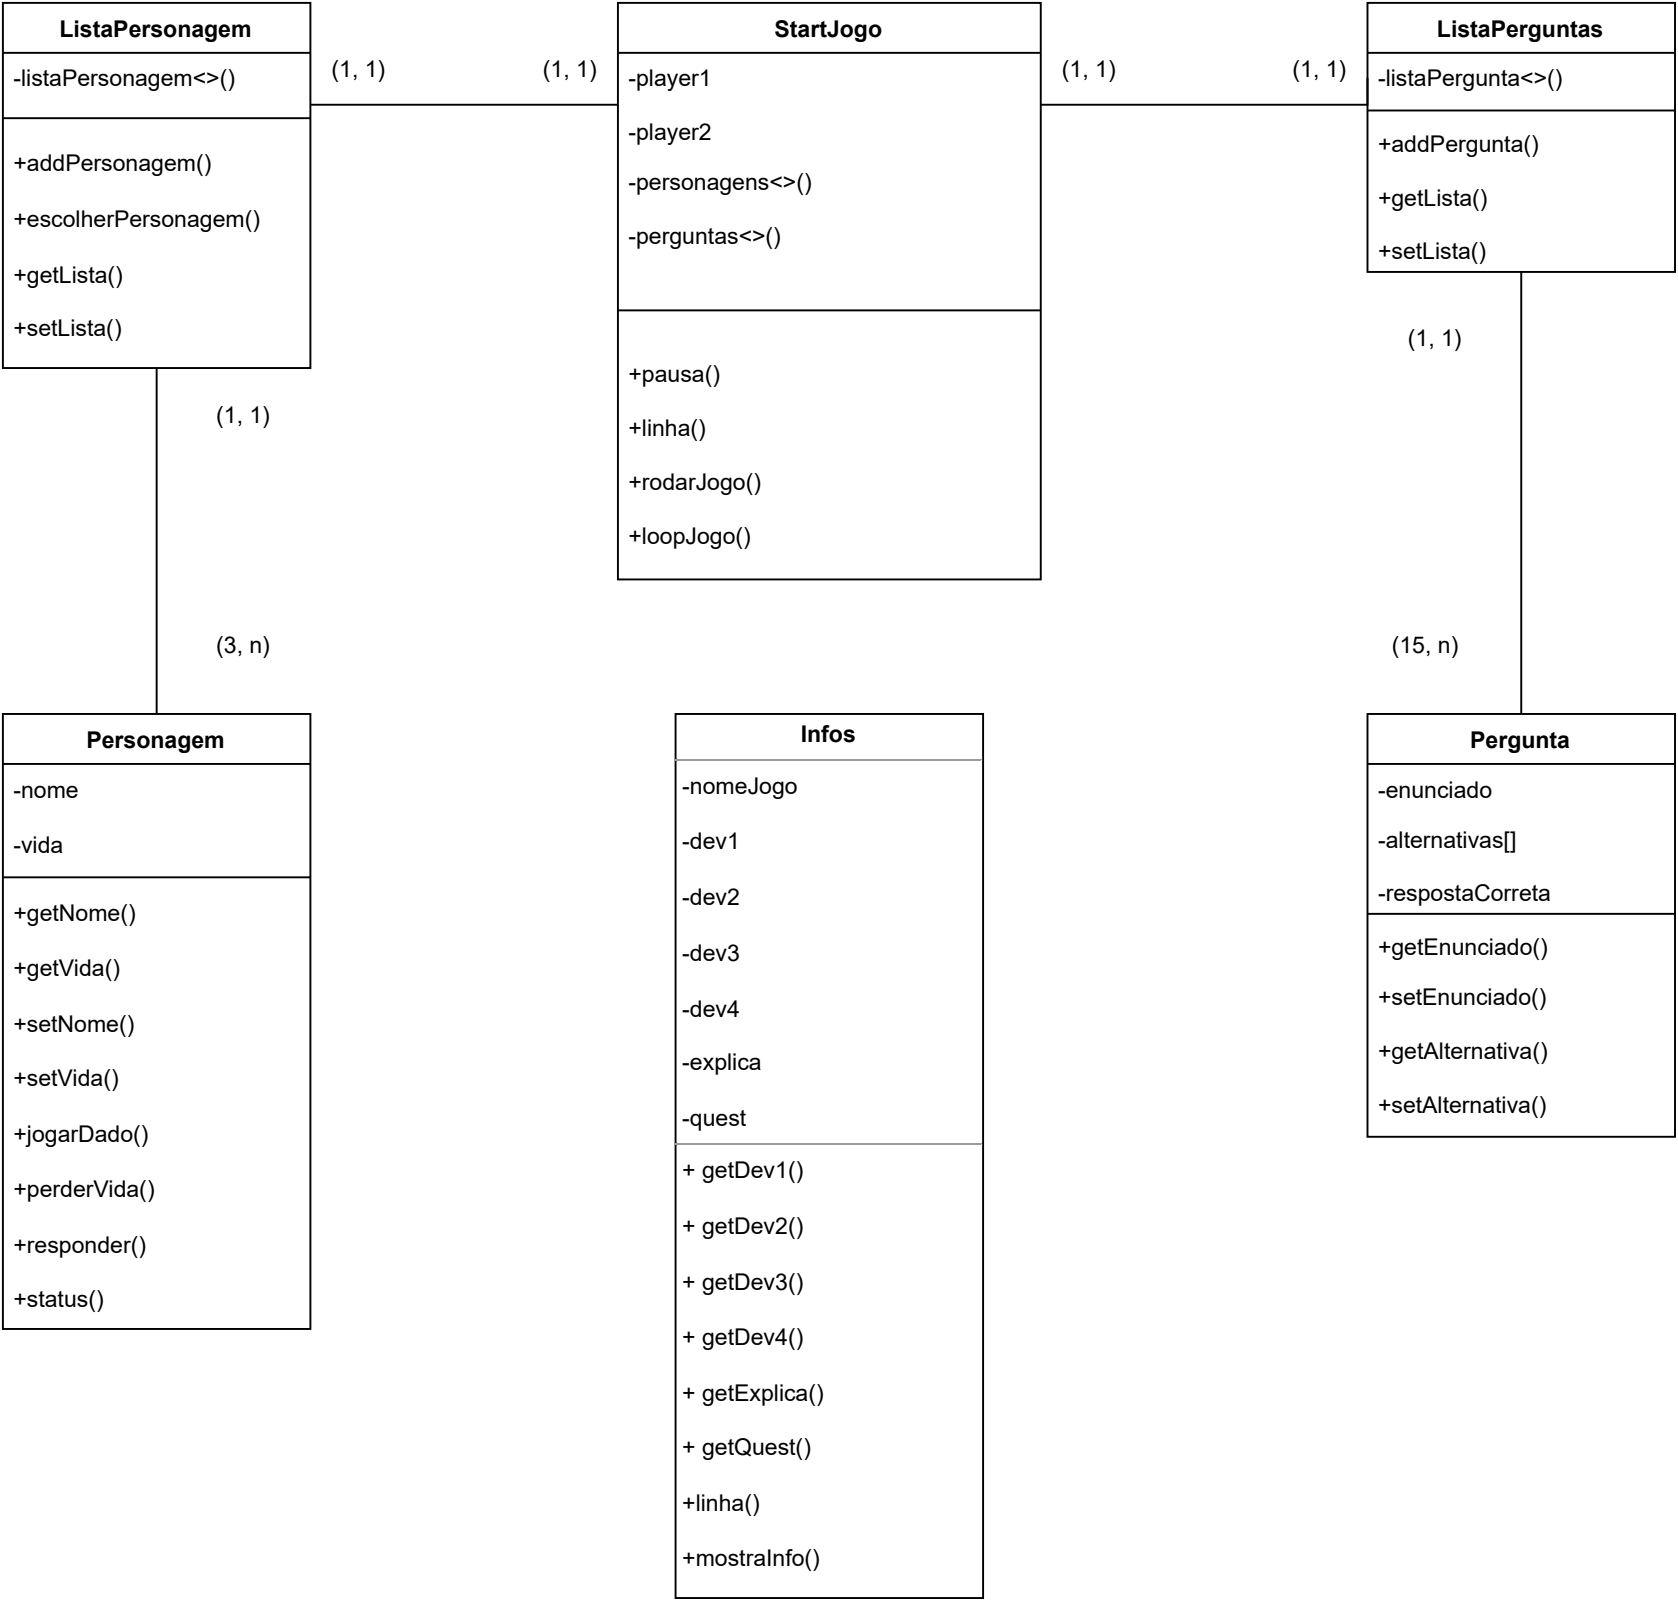 ListaPersonagem
-listaPersonagem<>()
+addPersonagem()
+escolherPersonagem()
+getLista()
+setLista()
(1, 1)
(1, 1)
StartJogo
-player1
-player2
-personagens<>()
-perguntas<>()
+pausa()
+linha()
+rodarJogo()
+loopJogo()
(1, 1)
(1, 1)
ListaPerguntas
-listaPergunta<>()
+addPergunta()
+getLista()
+setLista()
(1, 1)
(3, n)
(1, 1)
(15, n)
Personagem
-nome
-vida
+getNome()
+getVida()
+setNome()
+setVida()
+jogarDado()
+perderVida()
+responder()
+status()
Infos
-nomeJogo
-dev1
-dev2
-dev3
-dev4
-explica
-quest
+ getDev1()
+ getDev2()
+ getDev3()
+ getDev4()
+ getExplica()
+ getQuest()
+linha()
+mostraInfo()
Pergunta
-enunciado
-alternativas[]
-respostaCorreta
+getEnunciado()
+setEnunciado()
+getAlternativa()
+setAlternativa()